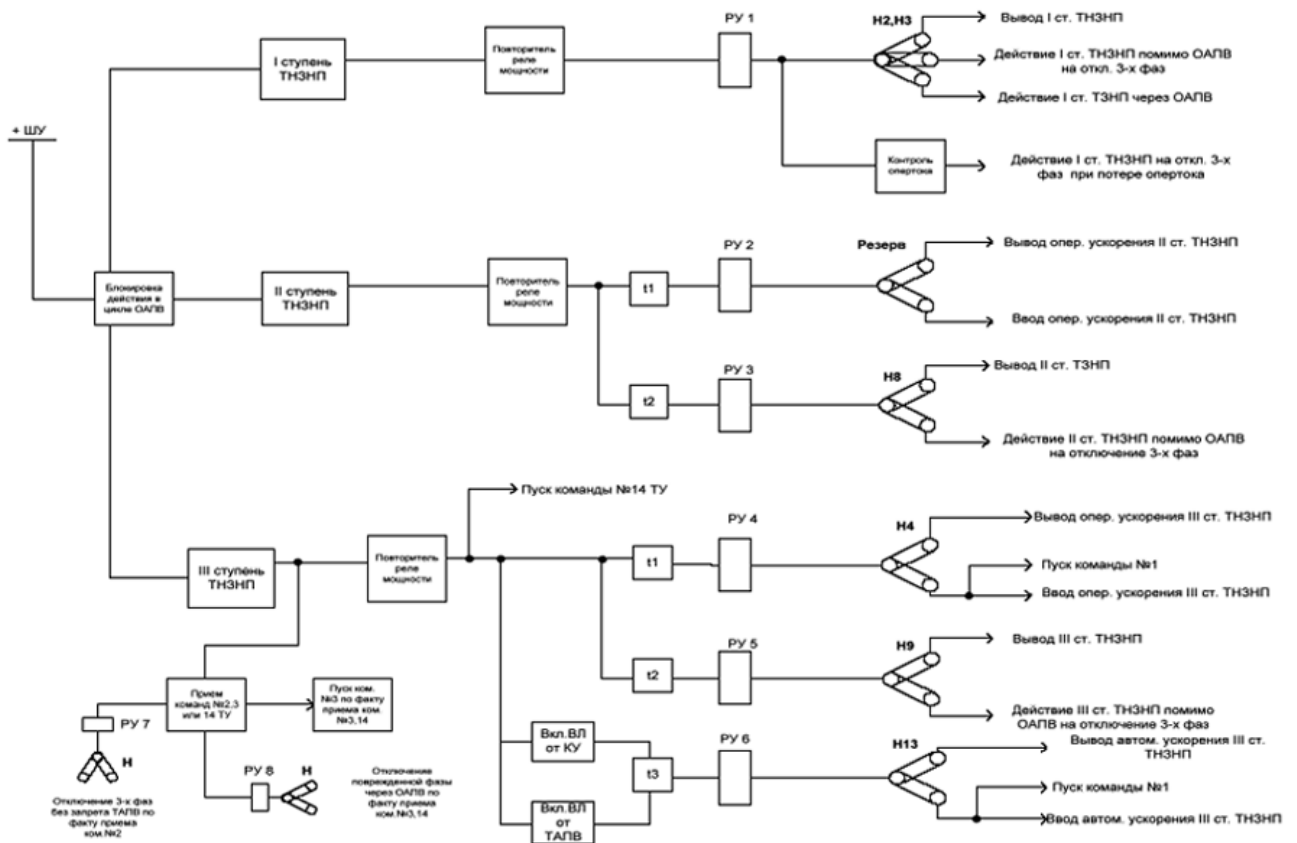 + ШУ
Блокировка
действия в
цикле ОАПВ
I ступень
ТНЗНП
Повторитель
реле
мощности
РУ 1
Н2,Н3
Вывод I ст. ТНЗНП
Действие I ст. ТНЗНП помимо ОАПВ
на откл. 3-х фаз
Действие I ст. ТЗНП через ОАПВ
Контроль
опертока
Действие I ст. ТНЗНП на откл. 3-х
фаз при потере опертока
II ступень
ТНЗНП
Повторитель
реле
мощности
t1
РУ 2
Резерв
Вывод опер. ускорения II ст. ТНЗНП
Ввод опер. ускорения II ст. ТНЗНП
t2
РУ 3
Н8
Вывод II ст. ТЗНП
Действие II ст. ТНЗНП помимо ОАПВ
на отключение 3-х фаз
III ступень
ТНЗНП
Повторитель
реле
мощности
Пуск команды №14 ТУ
t1
РУ 4
Н4
Вывод опер. ускорения III ст. ТНЗНП
Пуск команды №1
Ввод опер. ускорения III ст. ТНЗНП
t2
РУ 5
Н9
Вывод III ст. ТНЗНП
Действие III ст. ТНЗНП помимо
ОАПВ на отключение 3-х фаз
Вкл.ВЛ
от КУ
Вкл.ВЛ
от
ТАПВ
t3
РУ 6
Н13
Вывод автом. ускорения III ст.
ТНЗНП
Пуск команды №1
Ввод автом. ускорения III ст. ТНЗНП
Прием
команд №2,3
или 14 ТУ
Пуск ком.
№3 по факту
приема ком.
№3,14
РУ 7
Н
Отключение 3-х фаз
без запрета ТАПВ по
факту приема
ком.№2
РУ 8
Н
Отключение
поврежденной фазы
через ОАПВ по
факту приема
ком.№3,14